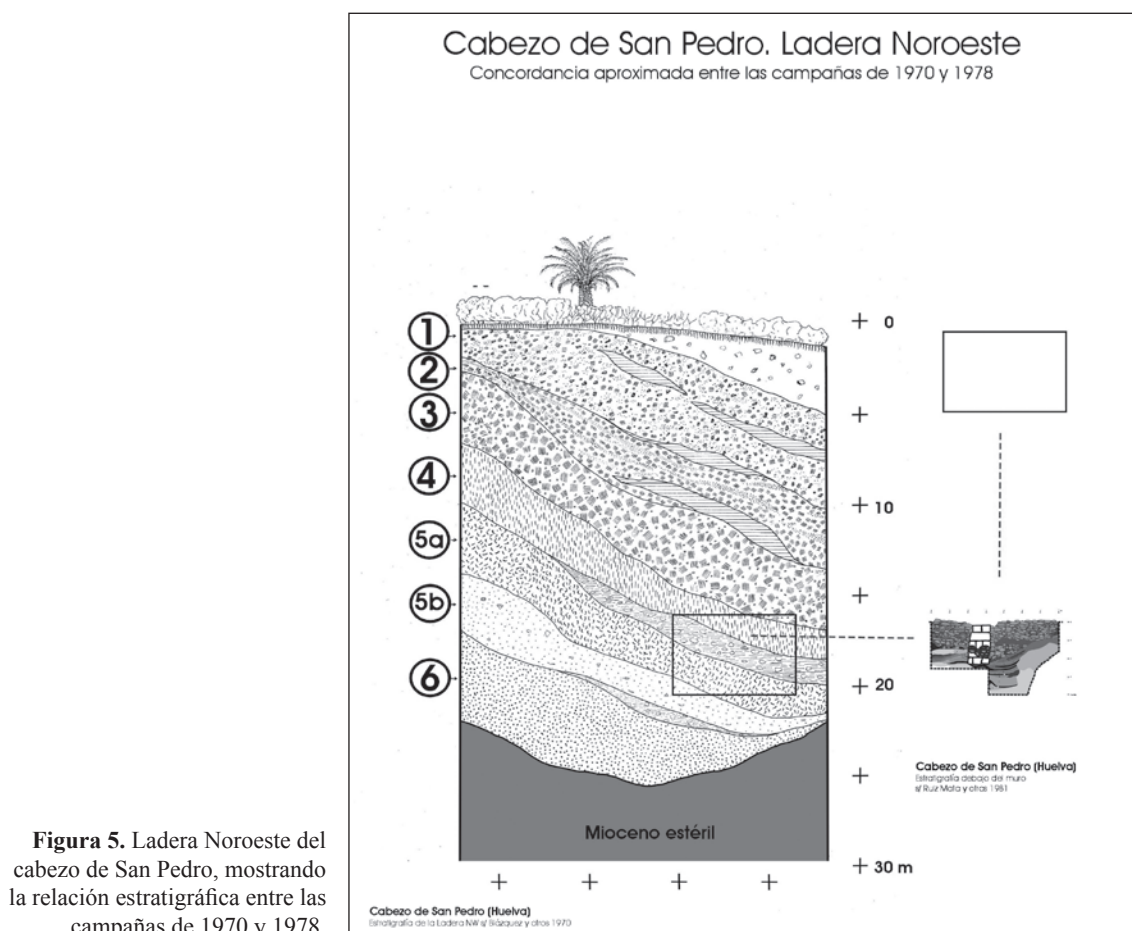 Cabezo de San Pedro. Ladera Noroeste
Concordancia aproximada entre las campañas de 1970 y 1978
1
2
3
4
5a
5b
6
0
10
20
30 m
Mioceno estéril
Cabezo de San Pedro (Huelva)
Estratigrafía debajo del muro
s/ Ruiz Mata y otros 1981
Cabezo de San Pedro (Huelva)
Estratigrafía de la Ladera NW s/ Blázquez y otros 1970
Figura 5. Ladera Noroeste del
cabezo de San Pedro, mostrando
la relación estratigráfica entre las
campañas de 1970 y 1978.